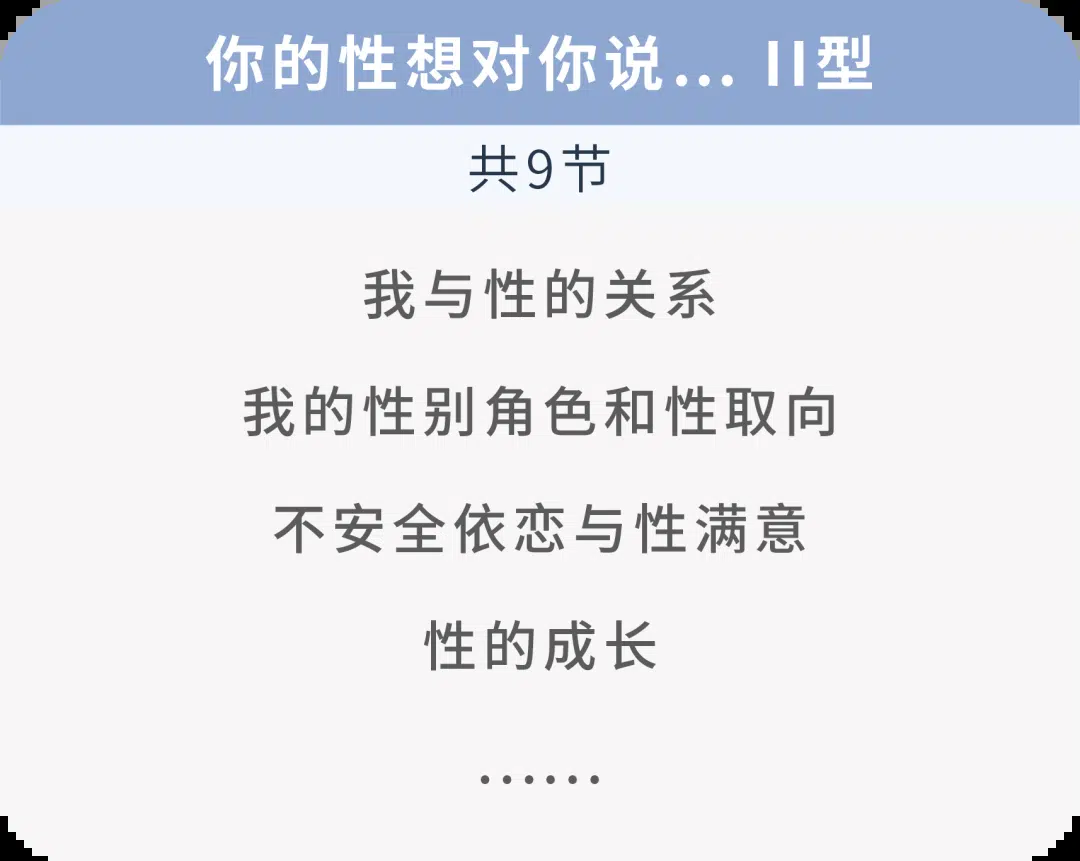 你的性想对你说... II型
共9节
我与性的关系
我的性别角色和性取向
不安全依恋与性满意
性的成长
......